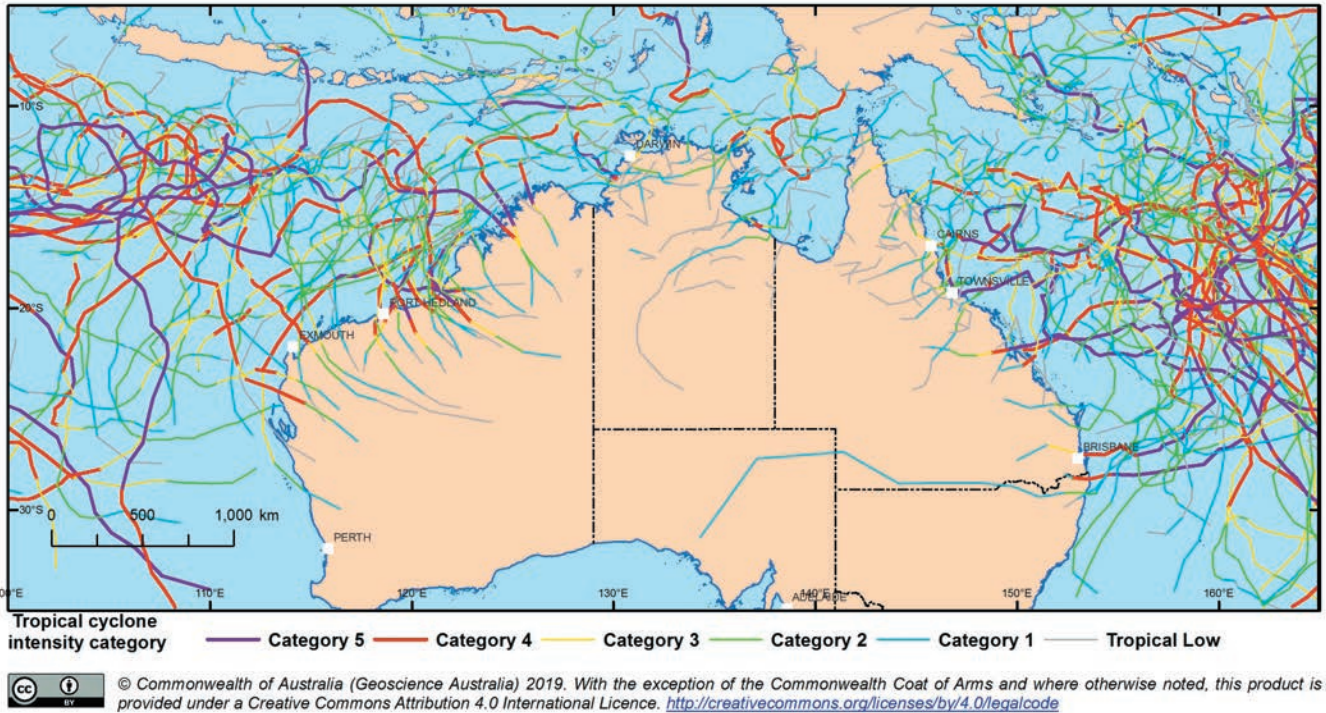 10°S
DARWIN
CAIRNS
TOWNSVILLE
20°S
PORT HEDLAND
EXMOUTH
BRISBANE
30°S
0 500 1,000 km
PERTH
110°E 120°E 130°E 140°E 150°E 160°E
ADELAIDE
Tropical cyclone
intensity category
Category 5 Category 4 Category 3 Category 2 Category 1 Tropical Low
cc BY
© Commonwealth of Australia (Geoscience Australia) 2019. With the exception of the Commonwealth Coat of Arms and where otherwise noted, this product is
provided under a Creative Commons Attribution 4.0 International Licence. http://creativecommons.org/licenses/by/4.0/legalcode